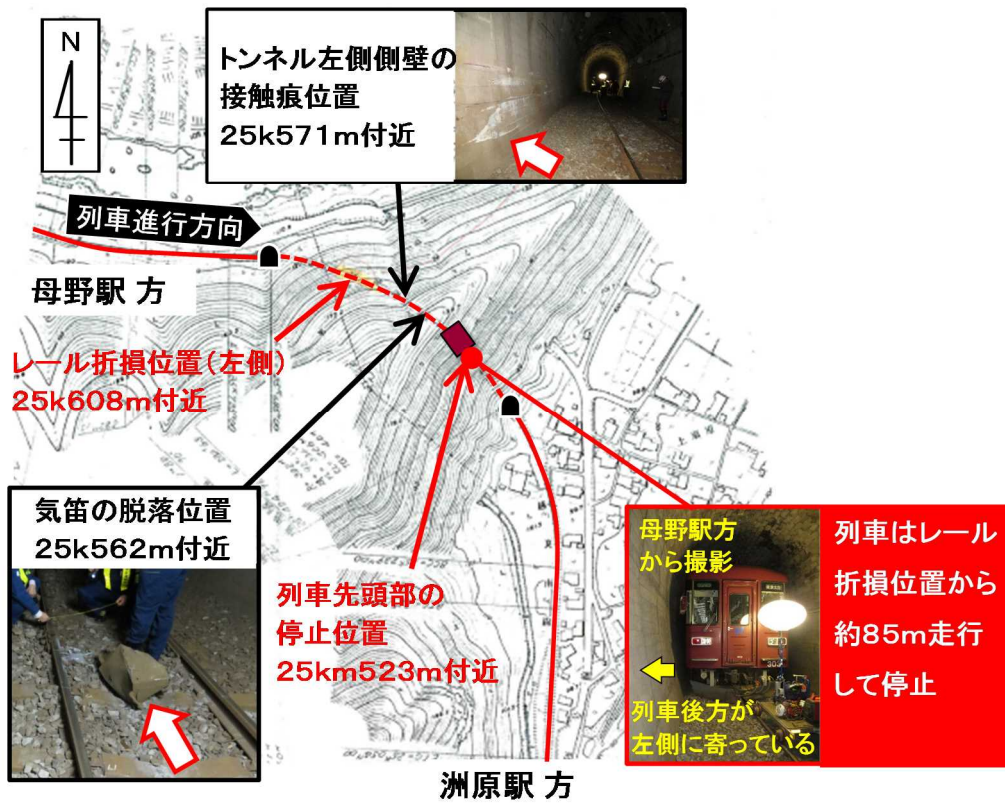 N
トンネル左側側壁の
接触痕位置
25k571m付近
列車進行方向
母野駅 方
レール折損位置(左側)
25k608m付近
気笛の脱落位置
25k562m付近
列車先頭部の
停止位置
25km523m付近
母野駅方
から撮影
列車後方が
左側に寄っている
列車はレール
折損位置から
約85m走行
して停止
洲原駅 方